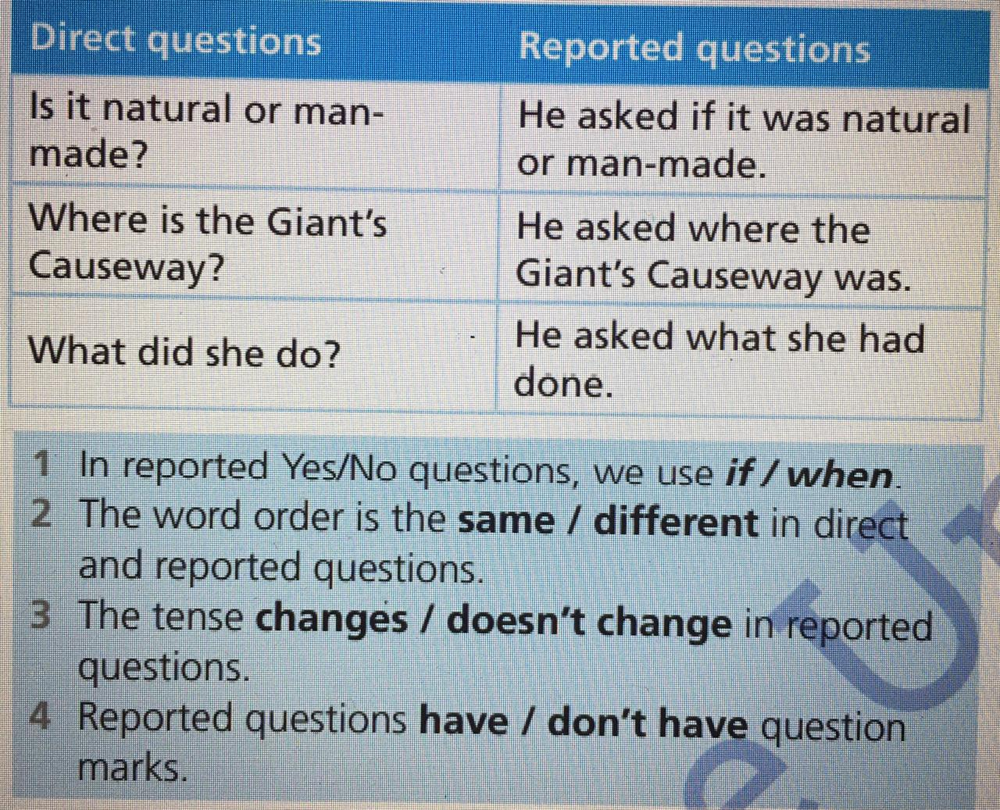 Direct questions
Reported questions
Is it natural or man-
made?
He asked if it was natural
or man-made.
Where is the Giant's
Causeway?
He asked where the
Giant's Causeway was.
What did she do?
He asked what she had
done.
1 In reported Yes/No questions, we use if / when.
2 The word order is the same / different in direct
and reported questions.
3 The tense changes / doesn't change in reported
questions.
4 Reported questions have / don't have question
marks.